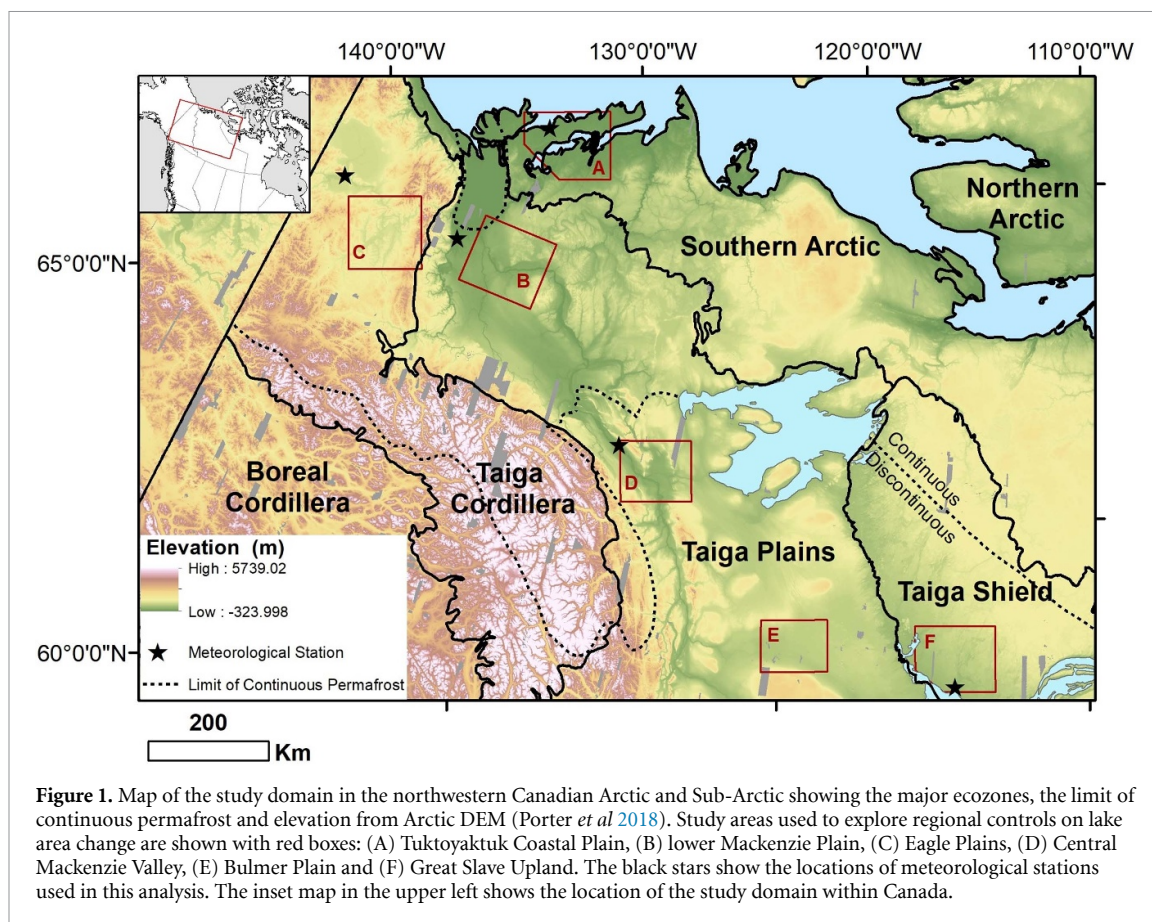 140°0'0"W 130°0'0"W 120°0'0"W 110°0'0"W
A
Northern
Arctic
Southern Arctic
C
B
65°0'0"N
Continuous
Discontinuous
D
Boreal
Cordillera
Taiga
Cordillera
Taiga Plains
Taiga Shield
E
F
60°0'0"N
Elevation (m)
High : 5739.02
Low : -323.998
Meteorological Station
Limit of Continuous Permafrost
200
Km
Figure 1. Map of the study domain in the northwestern Canadian Arctic and Sub-Arctic showing the major ecozones, the limit of
continuous permafrost and elevation from Arctic DEM (Porter et al 2018). Study areas used to explore regional controls on lake
area change are shown with red boxes: (A) Tuktoyaktuk Coastal Plain, (B) lower Mackenzie Plain, (C) Eagle Plains, (D) Central
Mackenzie Valley, (E) Bulmer Plain and (F) Great Slave Upland. The black stars show the locations of meteorological stations
used in this analysis. The inset map in the upper left shows the location of the study domain within Canada.